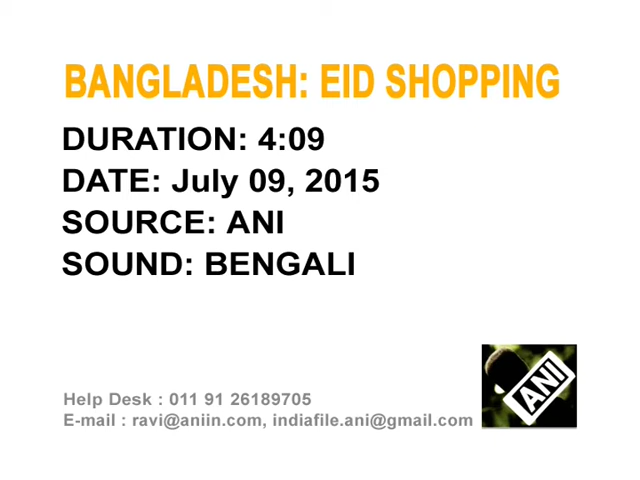 BANGLADESH: EID SHOPPING
DURATION: 4:09
DATE: July 09, 2015
SOURCE: ANI
SOUND: BENGALI
Help Desk : 011 91 26189705
E-mail : ravi@aniin.com, indiafile.ani@gmail.com
ANI